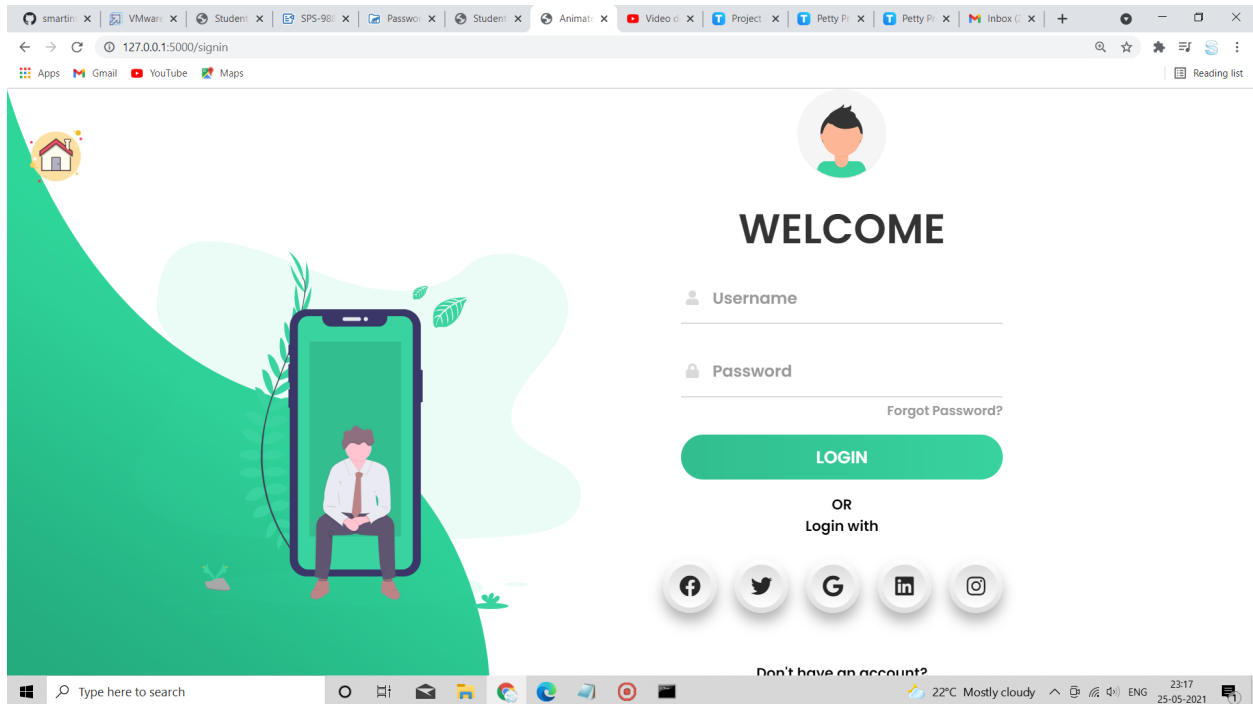 smartin
VMware
Student
SPS-98
Passwo
Student
Animat
Video d
Project
Petty Pr
Petty Pr
Inbox (
127.0.0.1:5000/signin
Apps
Gmail
YouTube
Maps
Reading list
WELCOME
Username
Password
Forgot Password?
LOGIN
OR
Login with
Don't have an account?
Type here to search
22°C Mostly cloudy
ENG
23:17
25-05-2021